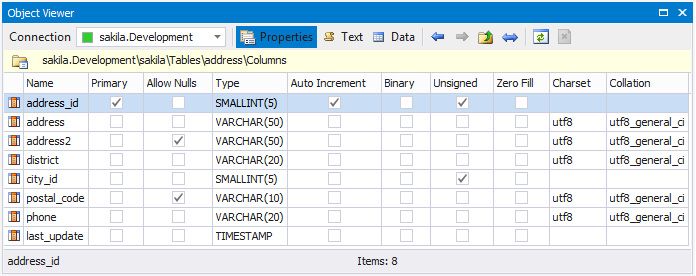 Object Viewer
Connection sakila.Development Properties Text Data
sakila.Development\sakila\Tables\address\Columns
Name Primary Allow Nulls Type Auto Increment Binary Unsigned Zero Fill Charset Collation
address_id SMALLINT(5)
address VARCHAR(50) utf8 utf8_general_ci
address2 VARCHAR(50) utf8 utf8_general_ci
district VARCHAR(20) utf8 utf8_general_ci
city_id SMALLINT(5)
postal_code VARCHAR(10) utf8 utf8_general_ci
phone VARCHAR(20) utf8 utf8_general_ci
last_update TIMESTAMP
address_id Items: 8